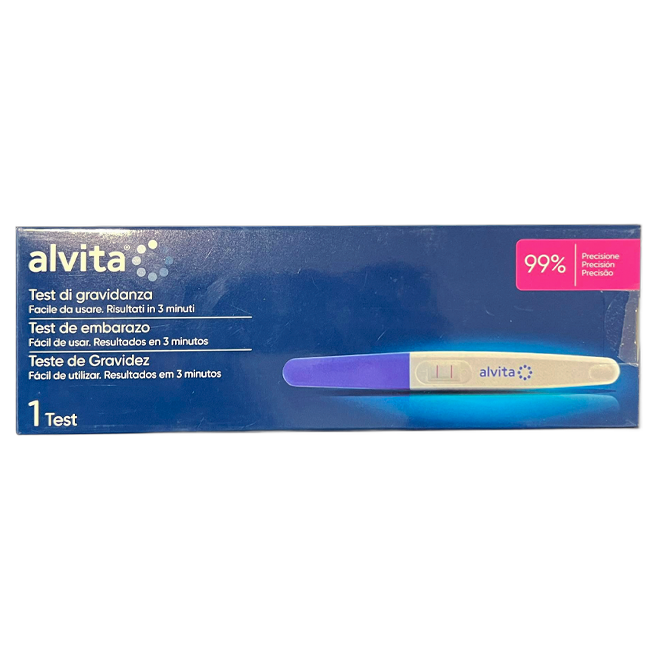 alvita®
Test di gravidanza
Facile da usare. Risultati in 3 minuti
Test de embarazo
Fácil de usar. Resultados en 3 minutos
Teste de Gravidez
Fácil de utilizar. Resultados em 3 minutos
1 Test
99%
Precisione
Precisión
Precisão
alvita